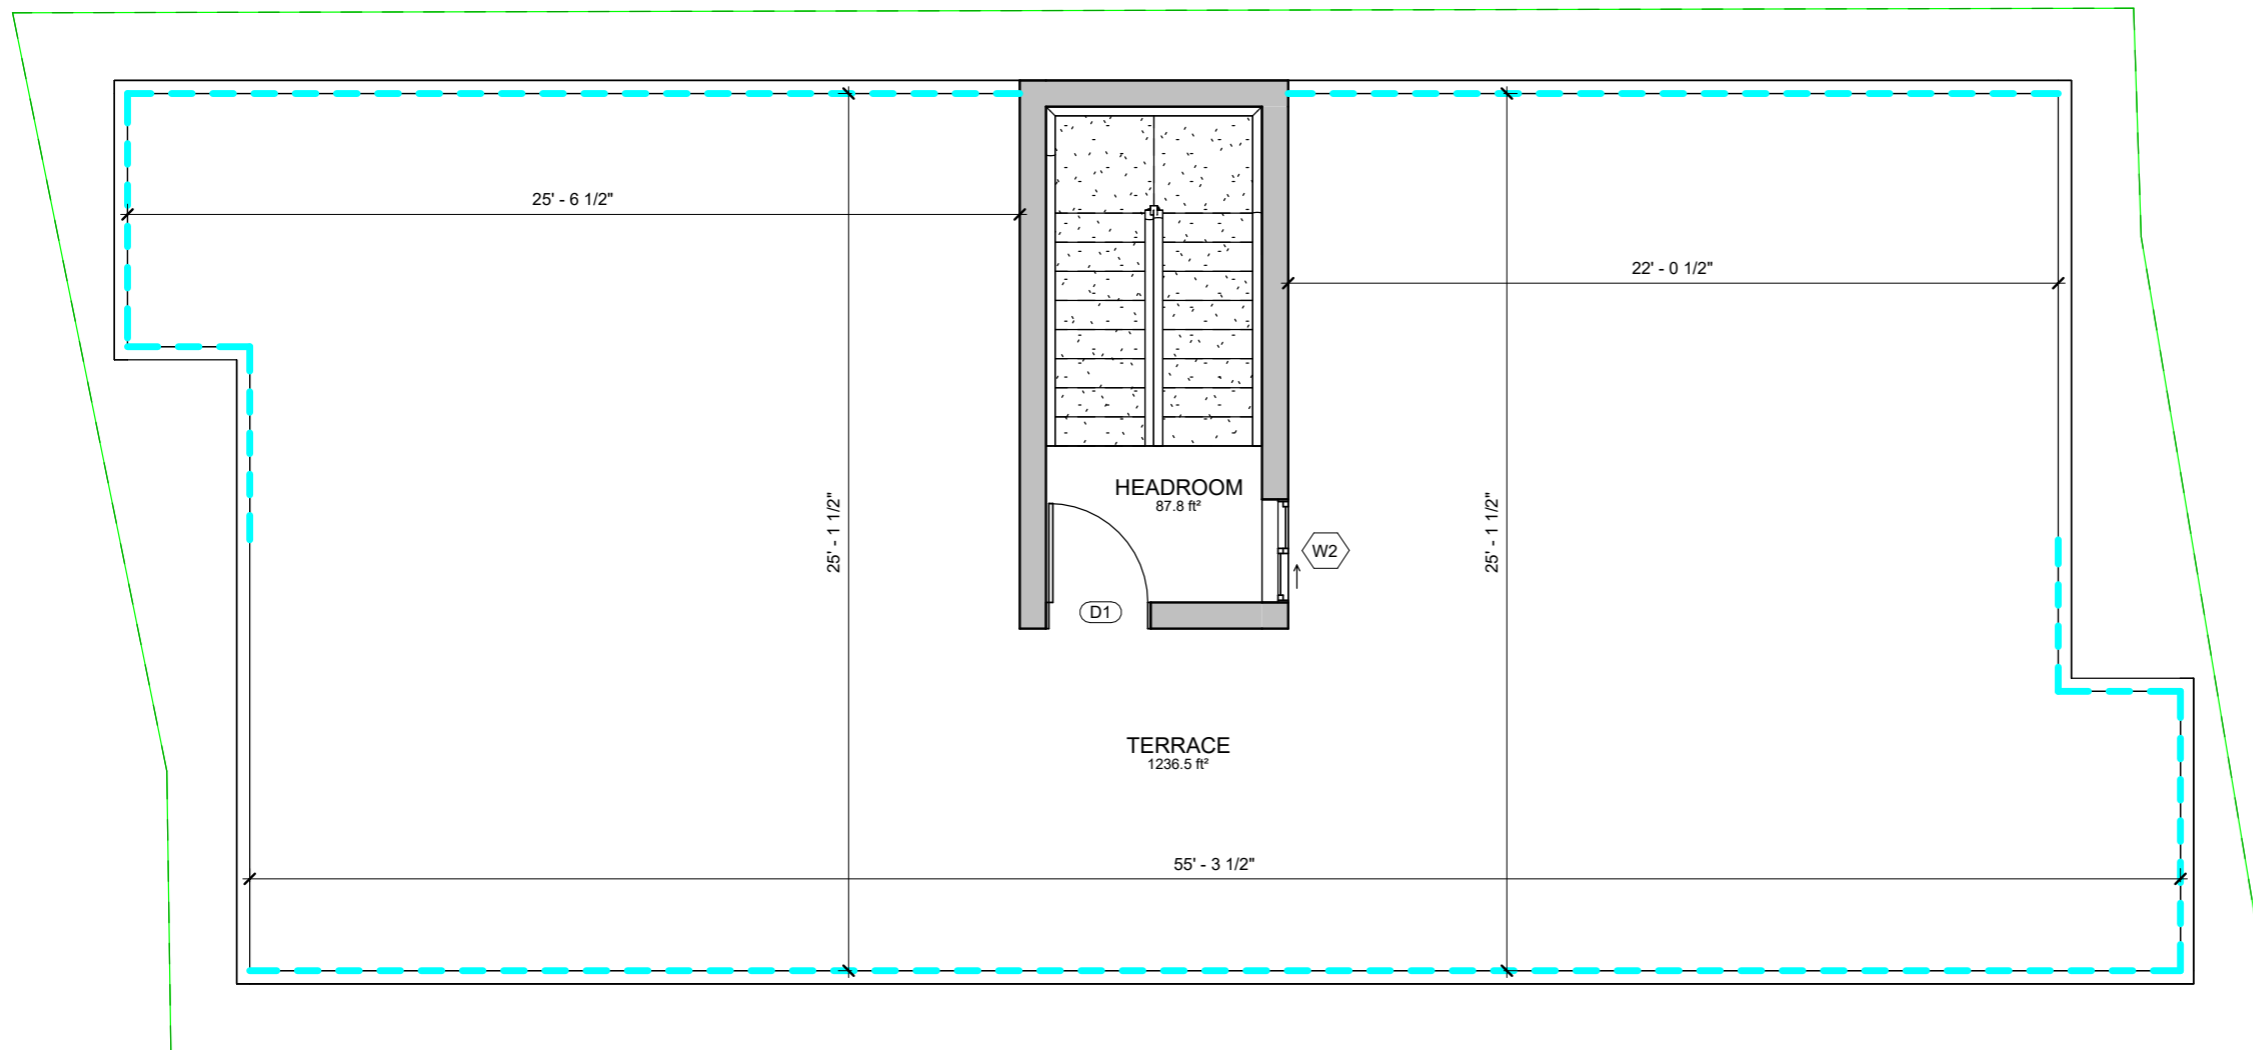 25' - 6 1/2"
22' - 0 1/2"
HEADROOM
87.8 ft²
25' - 1 1/2"
25' - 1 1/2"
W2
D1
TERRACE
1236.5 ft²
55' - 3 1/2"